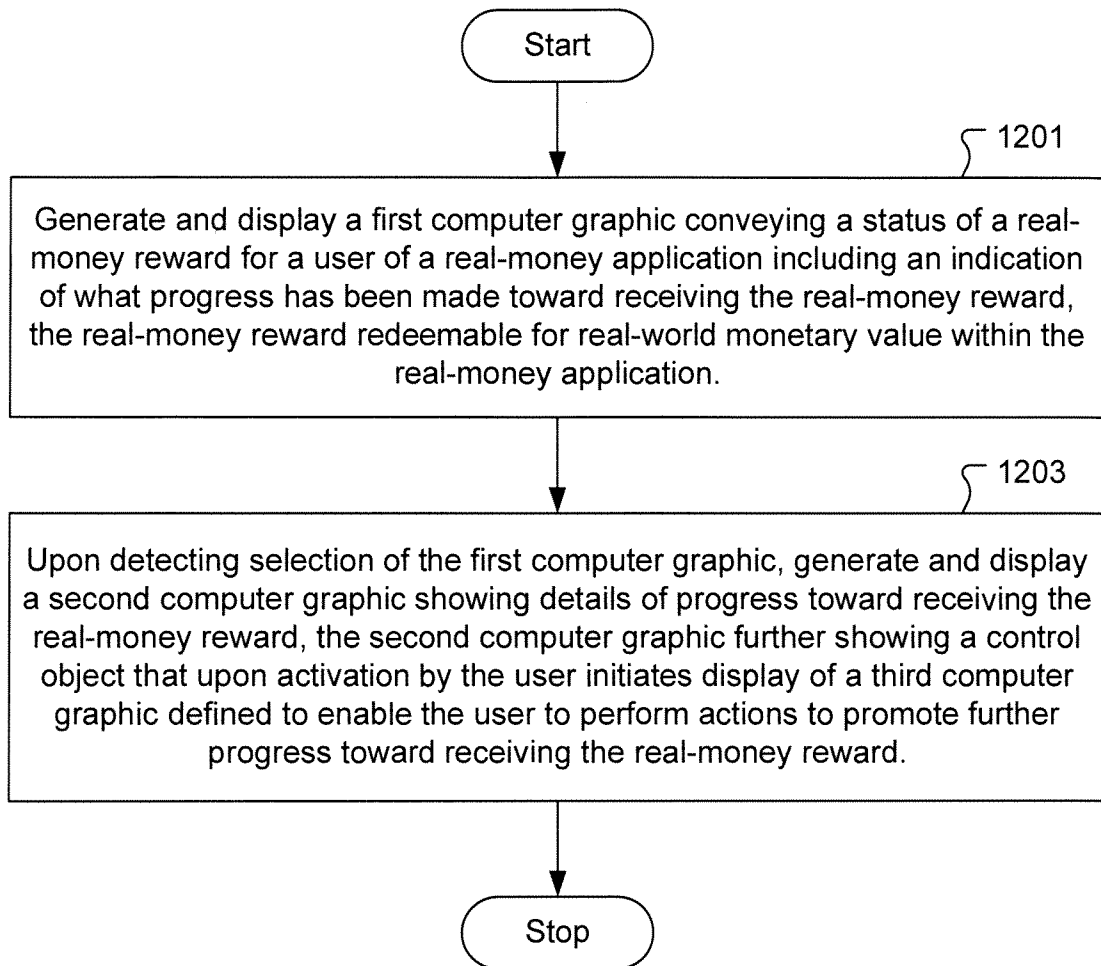 Start
1201
Generate and display a first computer graphic conveying a status of a real-
money reward for a user of a real-money application including an indication
of what progress has been made toward receiving the real-money reward,
the real-money reward redeemable for real-world monetary value within the
real-money application.
1203
Upon detecting selection of the first computer graphic, generate and display
a second computer graphic showing details of progress toward receiving the
real-money reward, the second computer graphic further showing a control
object that upon activation by the user initiates display of a third computer
graphic defined to enable the user to perform actions to promote further
progress toward receiving the real-money reward.
Stop